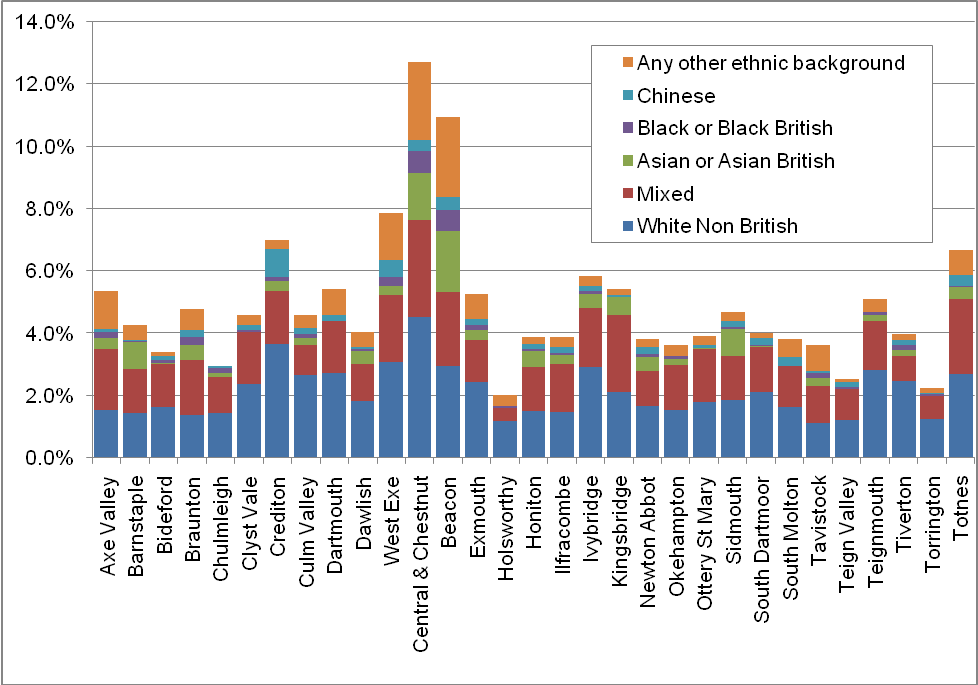 14.0%
12.0%
10.0%
8.0%
6.0%
4.0%
2.0%
0.0%
Any other ethnic background
Chinese
Black or Black British
Asian or Asian British
Mixed
White Non British
Axe Valley
Barnstaple
Bideford
Braunton
Chulmleigh
Clyst Vale
Crediton
Culm Valley
Dartmouth
Dawlish
West Exe
Central & Chestnut
Beacon
Exmouth
Holsworthy
Honiton
Ilfracombe
Ivybridge
Kingsbridge
Newton Abbot
Okehampton
Ottery St Mary
Sidmouth
South Dartmoor
South Molton
Tavistock
Teign Valley
Teignmouth
Tiverton
Torrington
Totnes